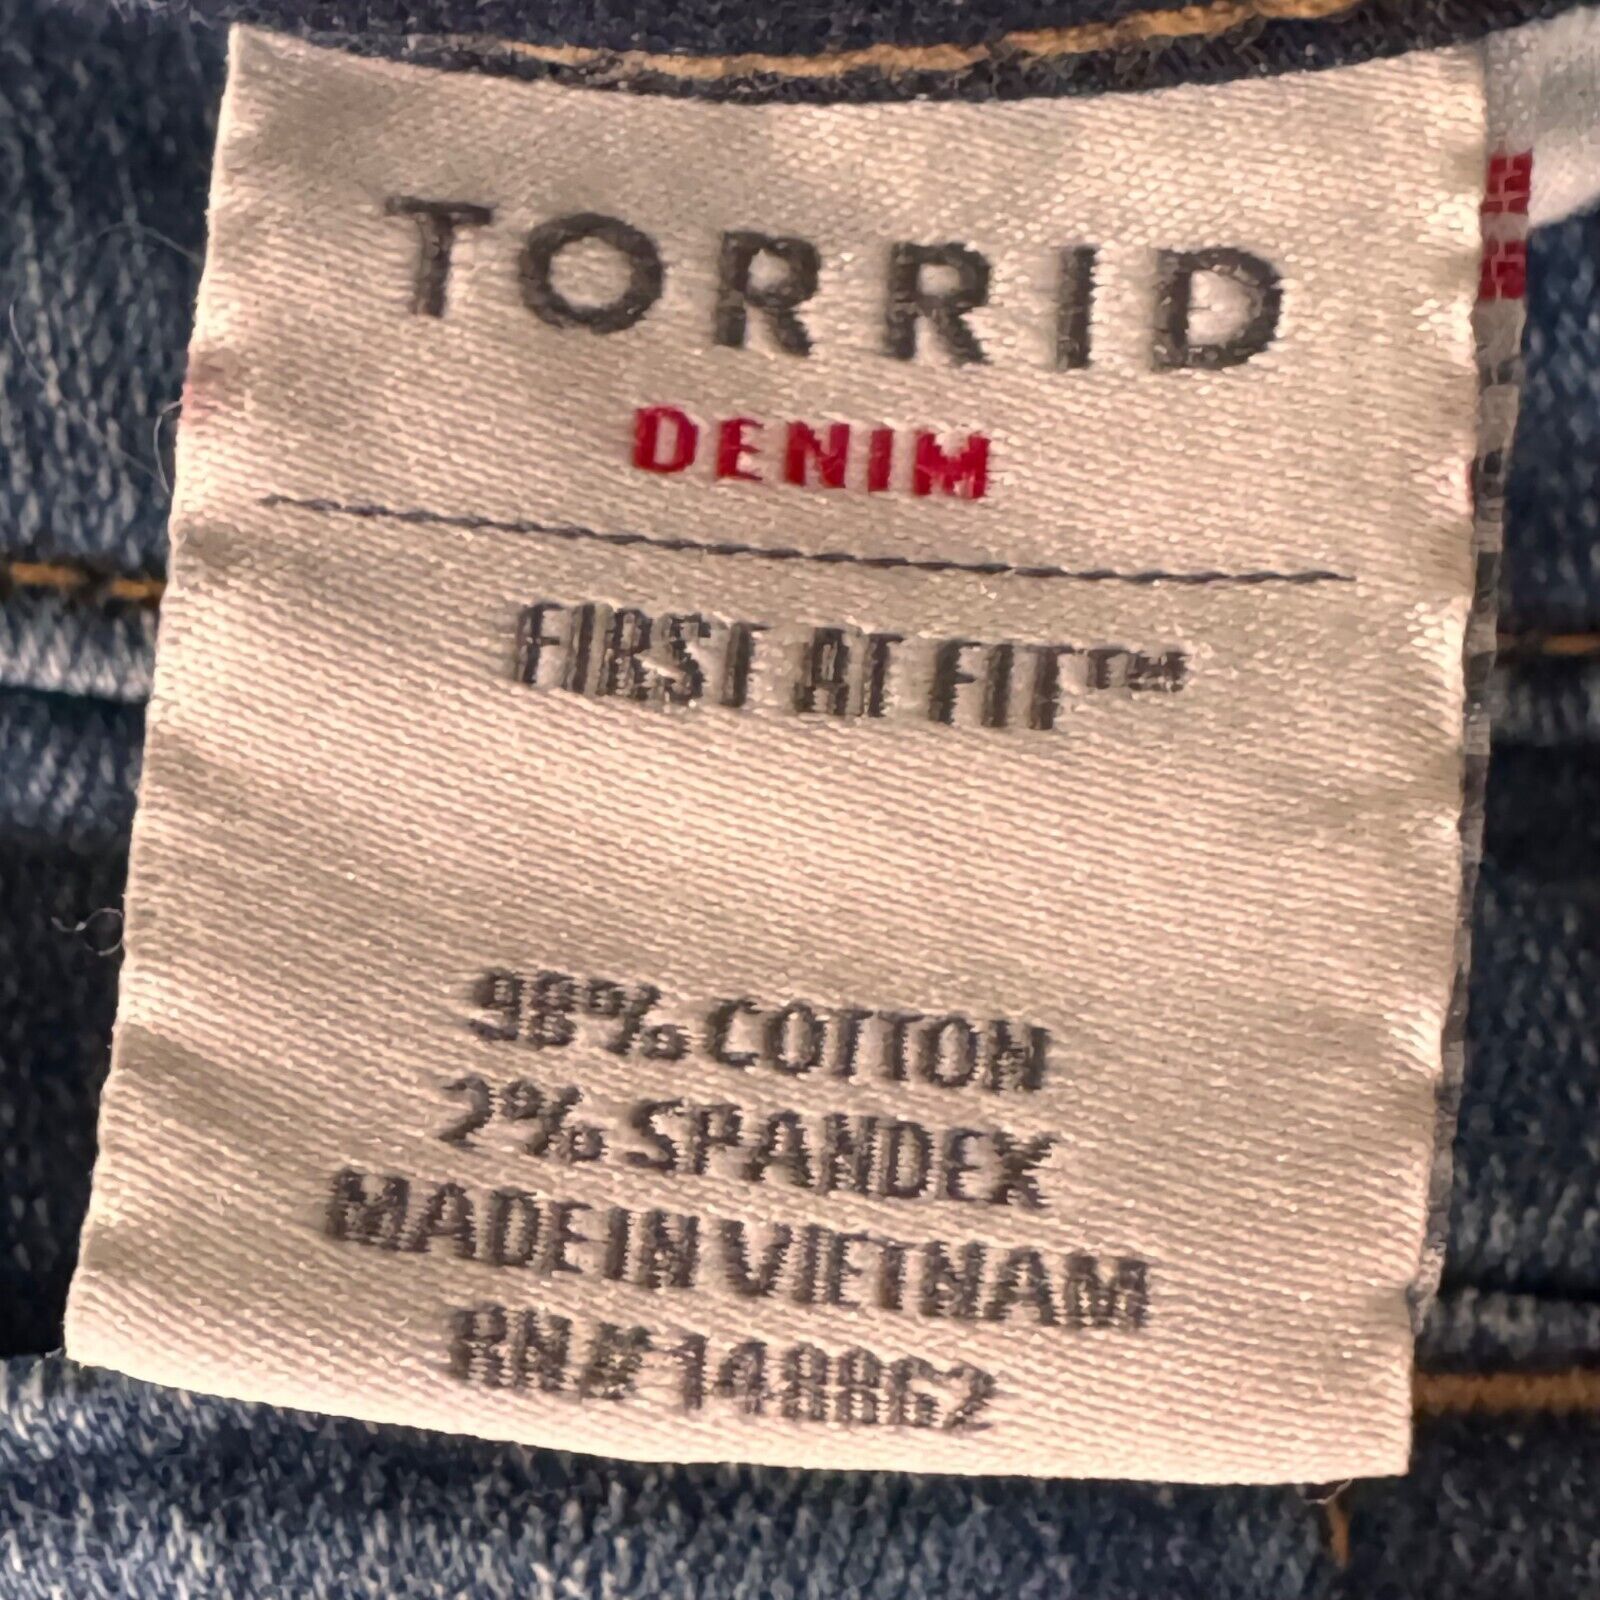 TORRID
DENIM
FIRST AT FIT™
98% COTTON
2% SPANDEX
MADE IN VIETNAM
RN# 148862